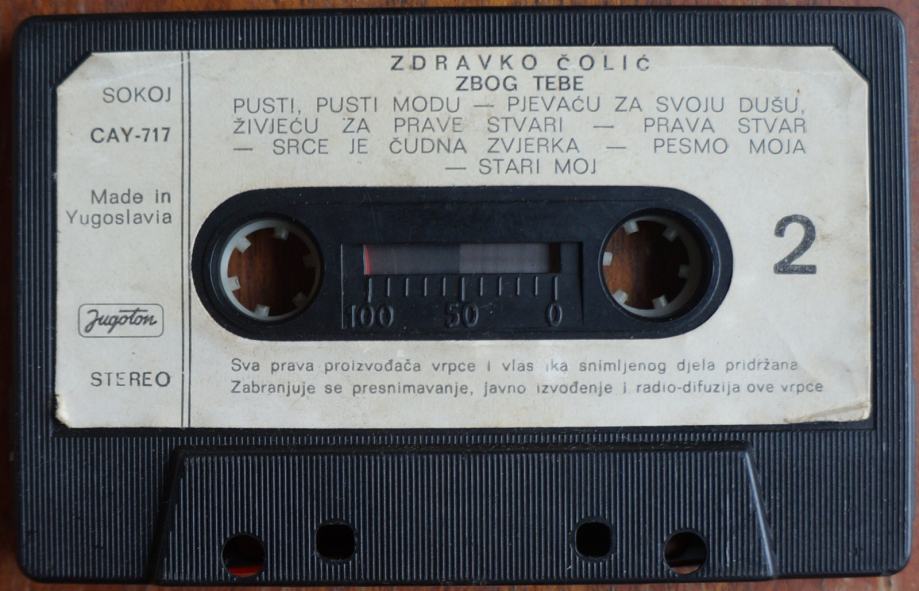 ZDRAVKO ČOLIĆ
ZBOG TEBE
PUSTI, PUSTI MODU — PJEVAĆU ZA SVOJU DUŠU,
ŽIVJEĆU ZA PRAVE STVARI — PRAVA STVAR
— SRCE JE ČUDNA ZVJERKA — PESMO MOJA
— STARI MOJ
SOKOJ
CAY-717
Made in
Yugoslavia
Jugoton
STEREO
2
100 50 0
Sva prava proizvođača vrpce i snimljenog djela pridržana
Zabranjuje se presnimavanje, javno izvođenje i radio-difuzija ove vrpce